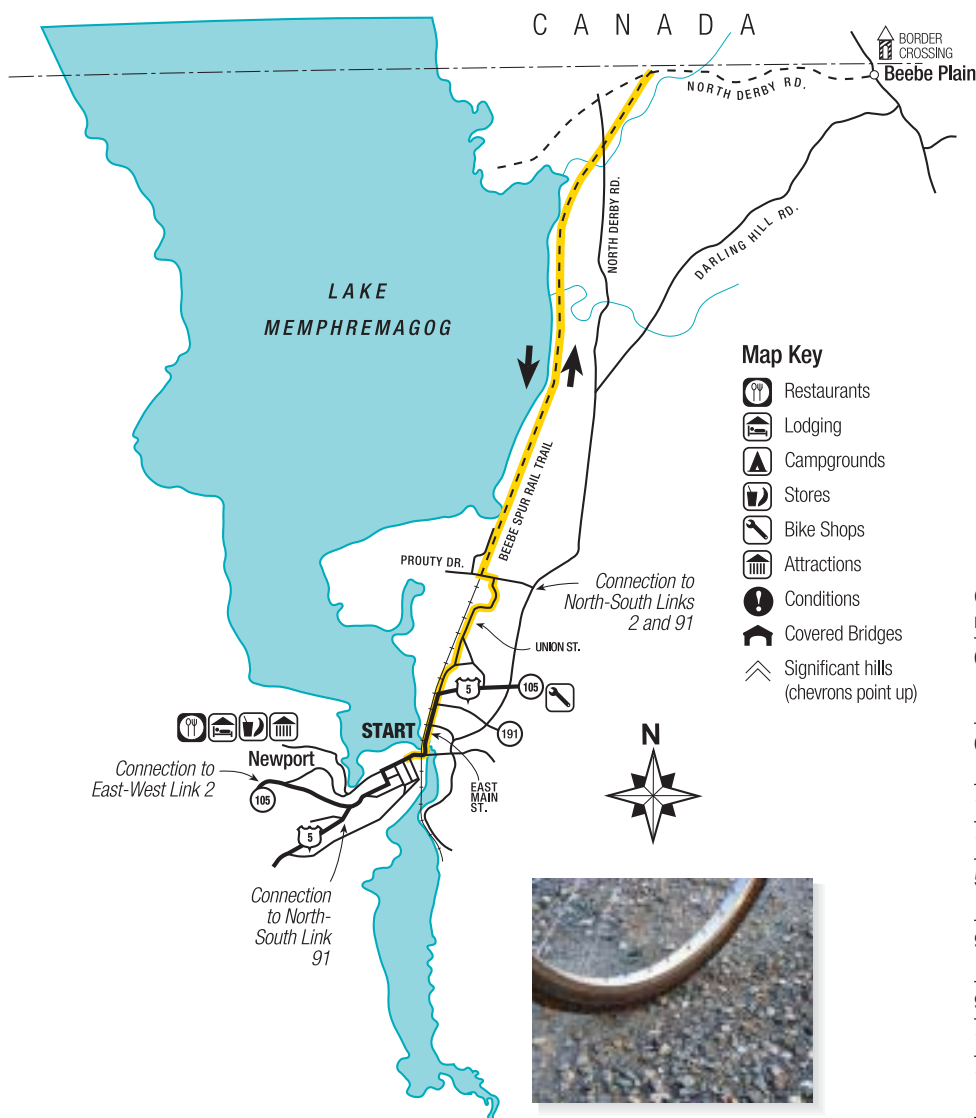 CANADA
BORDER
CROSSING
Beebe Plain
NORTH DERBY RD.
NORTH DERBY RD.
DARLING HILL RD.
LAKE
MEMPHREMAGOG
BEEBE SPUR RAIL TRAIL
PROUTY DR.
Connection to
North-South Links
2 and 91
UNION ST.
5
105
191
START
Newport
EAST
MAIN
ST.
Connection to
East-West Link 2
105
5
Connection
to North-
South Link
91
N
Map Key
Restaurants
Lodging
Campgrounds
Stores
Bike Shops
Attractions
Conditions
Covered Bridges
Significant hills
(chevrons point up)